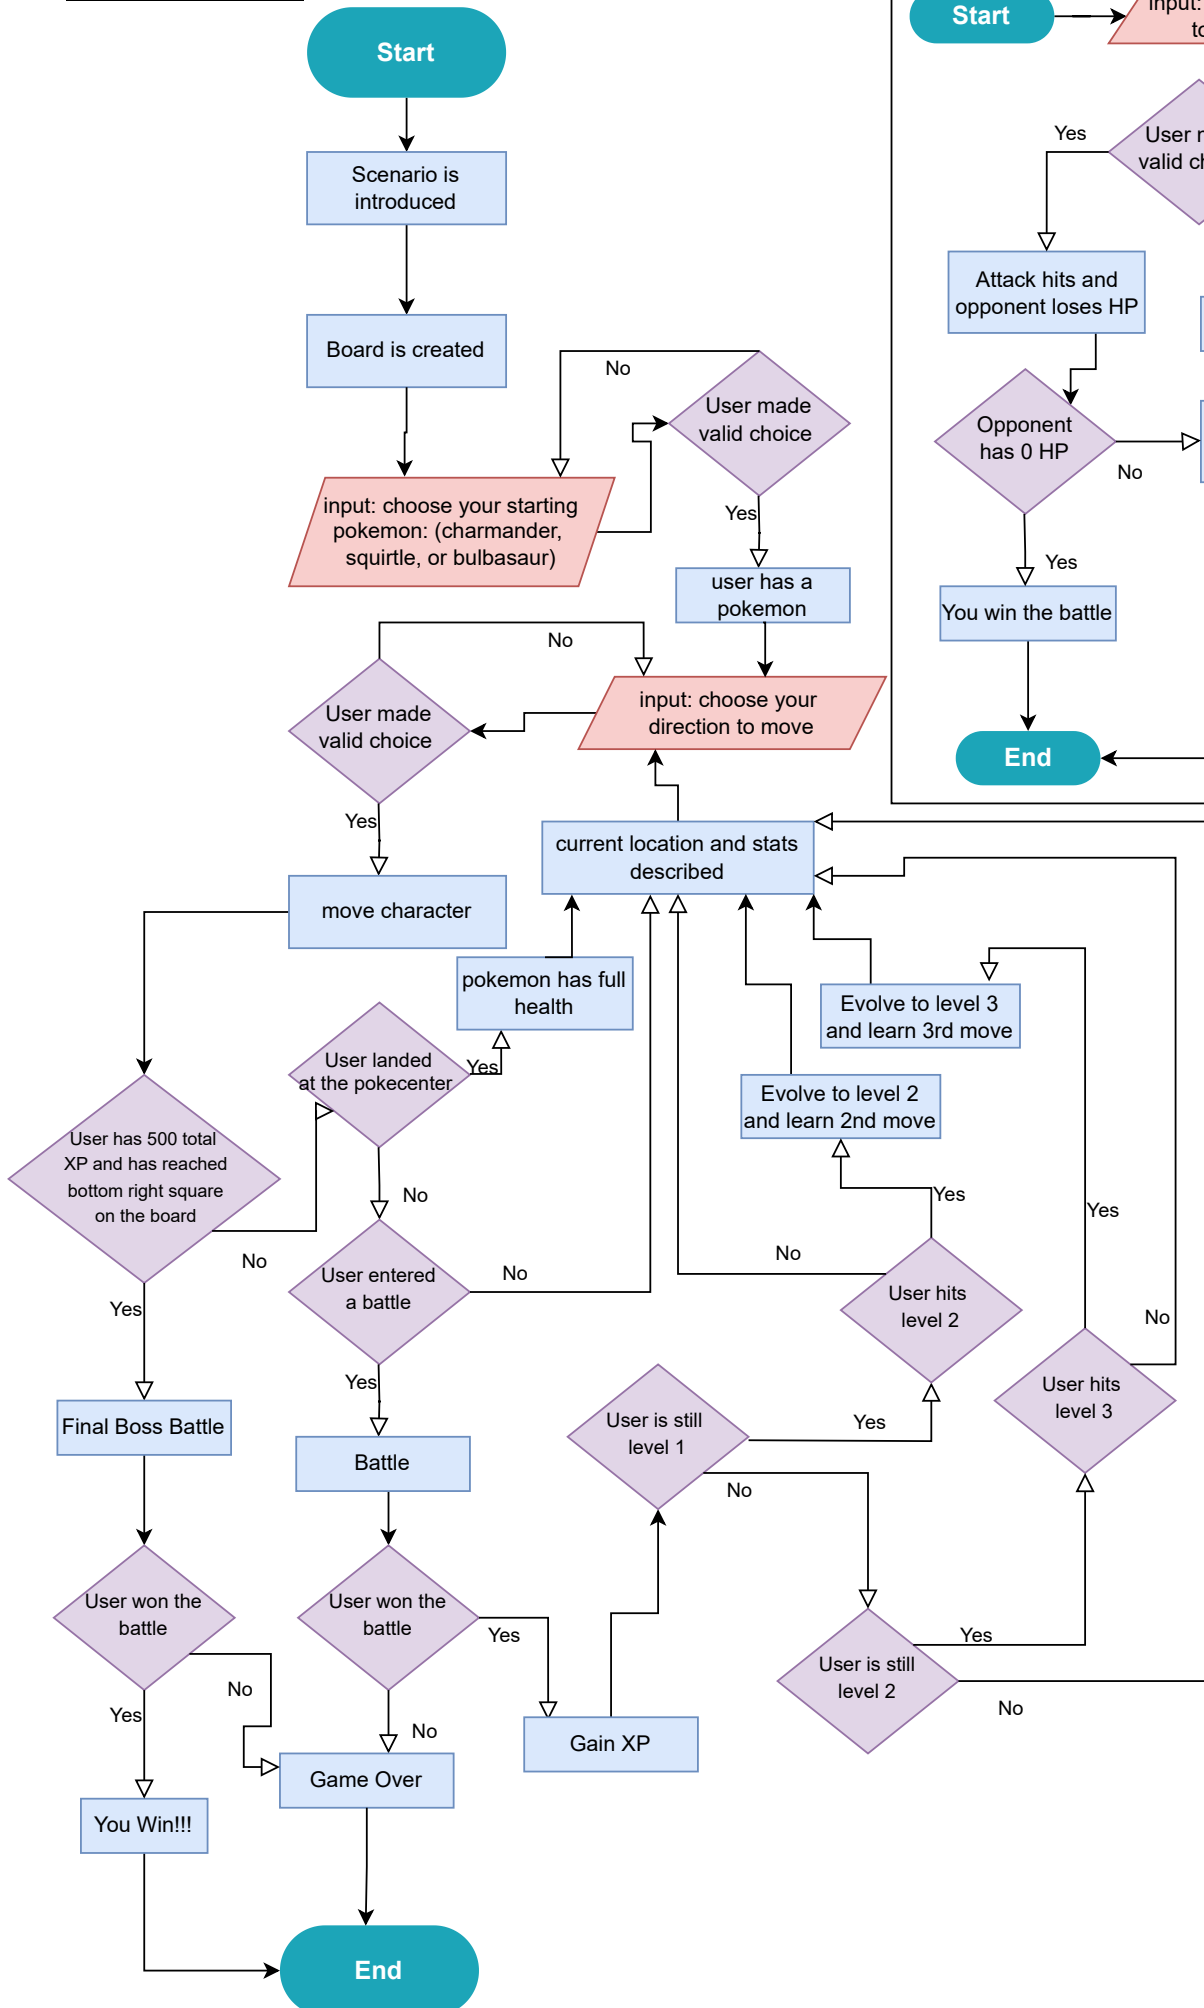 Start
Scenario is
introduced
Board is created
No
User made
valid choice
input: choose your starting
pokemon: (charmander,
squirtle, or bulbasaur)
Yes
user has a
pokemon
No
User made
valid choice
input: choose your
direction to move
Yes
current location and stats
described
move character
pokemon has full
health
Evolve to level 3
and learn 3rd move
User landed
at the pokecenter
Yes
Evolve to level 2
and learn 2nd move
User has 500 total
XP and has reached
bottom right square
on the board
No
No
Yes
Yes
User entered
a battle
No
No
User hits
level 2
Yes
No
Yes
User hits
level 3
Final Boss Battle
Battle
User is still
level 1
Yes
No
User won the
battle
User won the
battle
Yes
User is still
level 2
Yes
No
No
Yes
No
Gain XP
Game Over
You Win!!!
End
Start
input:
to
Yes
User
valid
Attack hits and
opponent loses HP
Opponent
has 0 HP
No
Yes
You win the battle
End